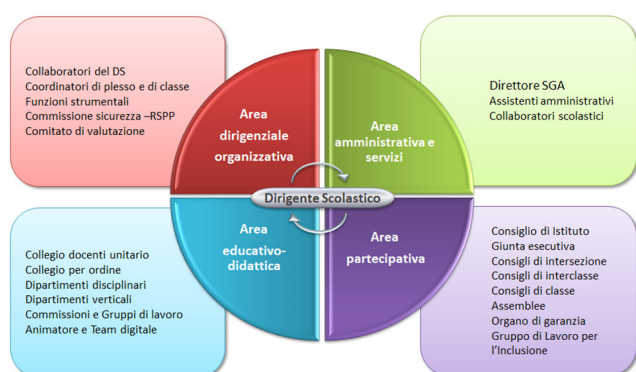 Collaboratori del DS
Coordinatori di plesso e di classe
Funzioni strumentali
Commissione sicurezza –RSPP
Comitato di valutazione
Area
dirigenziale
organizzativa
Area
amministrativa e
servizi
Direttore SGA
Assistenti amministrativi
Collaboratori scolastici
Dirigente Scolastico
Collegio docenti unitario
Collegio per ordine
Dipartimenti disciplinari
Dipartimenti verticali
Commissioni e Gruppi di lavoro
Animatore e Team digitale
Area
educativo-
didattica
Area
partecipativa
Consiglio di Istituto
Giunta esecutiva
Consigli di intersezione
Consigli di interclasse
Consigli di classe
Assemblee
Organo di garanzia
Gruppo di Lavoro per
l’Inclusione